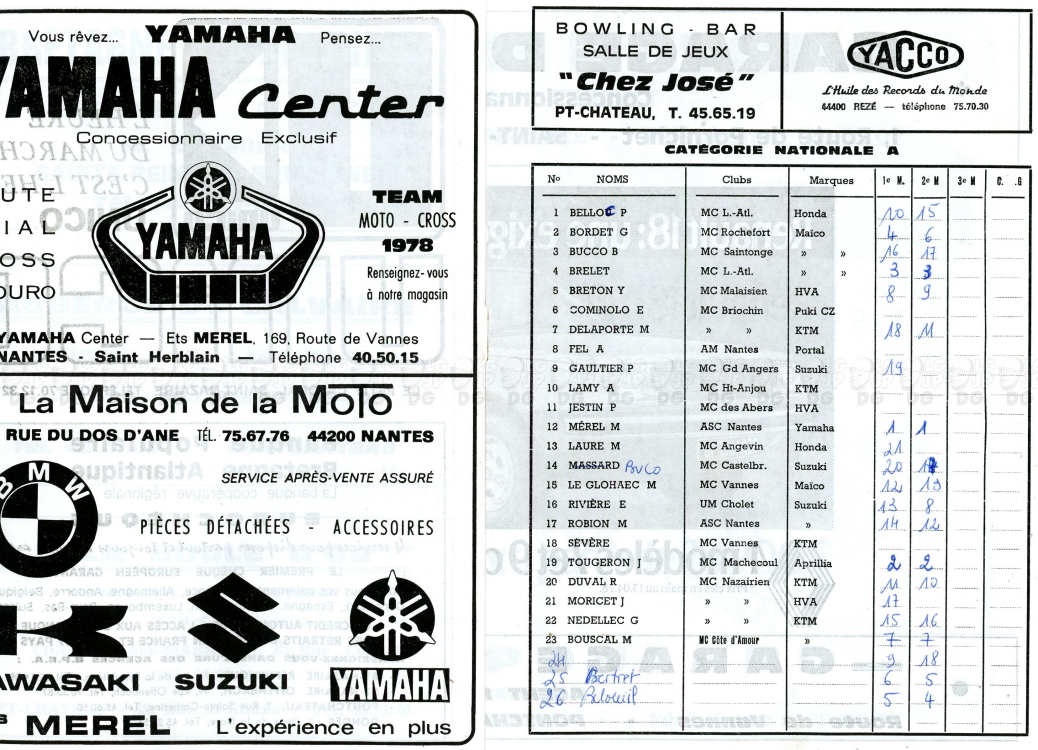 Vous rêvez... YAMAHA Pensez...
YAMAHA Center
Concessionnaire Exclusif
UTE
IAL
OSS
DURO
YAMAHA
TEAM
MOTO - CROSS
1978
Renseignez-vous
à notre magasin
YAMAHA Center — Ets MEREL, 169, Route de Vannes
NANTES - Saint Herblain — Téléphone 40.50.15
La Maison de la MoTo
RUE DU DOS D'ANE TÉL. 75.67.76 44200 NANTES
BMW
SERVICE APRÈS-VENTE ASSURÉ
PIÈCES DÉTACHÉES - ACCESSOIRES
AWASAKI SUZUKI YAMAHA
MEREL L'expérience en plus
BOWLING - BAR
SALLE DE JEUX
"Chez José"
PT-CHATEAU, T. 45.65.19
YACCO
L'Huile des Records du Monde
44400 REZÉ — téléphone 75.70.30
CATÉGORIE NATIONALE A
No NOMS Clubs Marques 1e M. 2e M 3e M C. .G
1 BELLOC P MC L.-Atl. Honda 10 15
2 BORDET G MC Rochefort Maïco 4 6
3 BUCCO B MC Saintonge » » 16 17
4 BRELET MC L.-Atl. » » 3 3
5 BRETON Y MC Malaisien HVA 8 9
6 COMINOLO E MC Briochin Puki CZ
7 DELAPORTE M » » KTM 18 11
8 FEL A AM Nantes Portal
9 GAULTIER P MC Gd Angers Suzuki 19
10 LAMY A MC Ht-Anjou KTM
11 JESTIN P MC des Abers HVA
12 MÉREL M ASC Nantes Yamaha 1 1
13 LAURE M MC Angevin Honda 21
14 MASSARD MC Castelbr. Suzuki 20
15 LE GLOHAEC M MC Vannes Maïco 12 13
16 RIVIÈRE E UM Cholet Suzuki 13 8
17 ROBION M ASC Nantes » 14 12
18 SÉVÈRE MC Vannes KTM
19 TOUGERON J MC Machecoul Aprillia 2 2
20 DUVAL R MC Nazairien KTM 11 10
21 MORICET J » » HVA 17
22 NEDELLEC G » » KTM 15 16
23 BOUSCAL M MC Côte d'Amour » 7 7
24 9 18
25 6 5
26 5 4